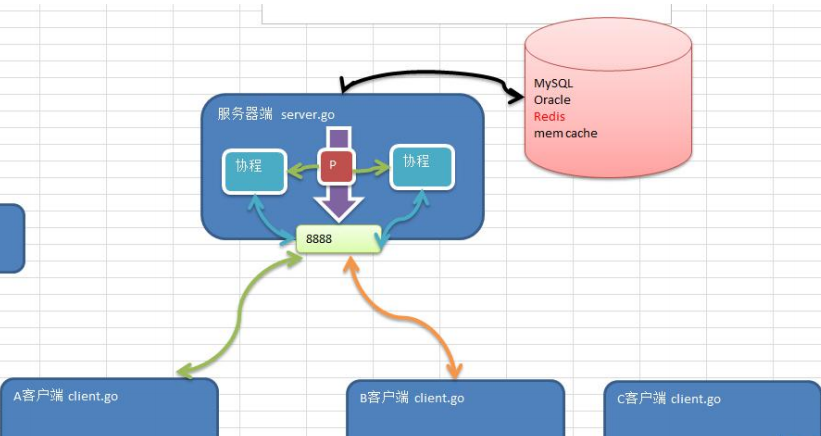 MySQL
Oracle
Redis
mem cache
服务器端 server.go
协程
P
协程
8888
A客户端 client.go
B客户端 client.go
C客户端 client.go